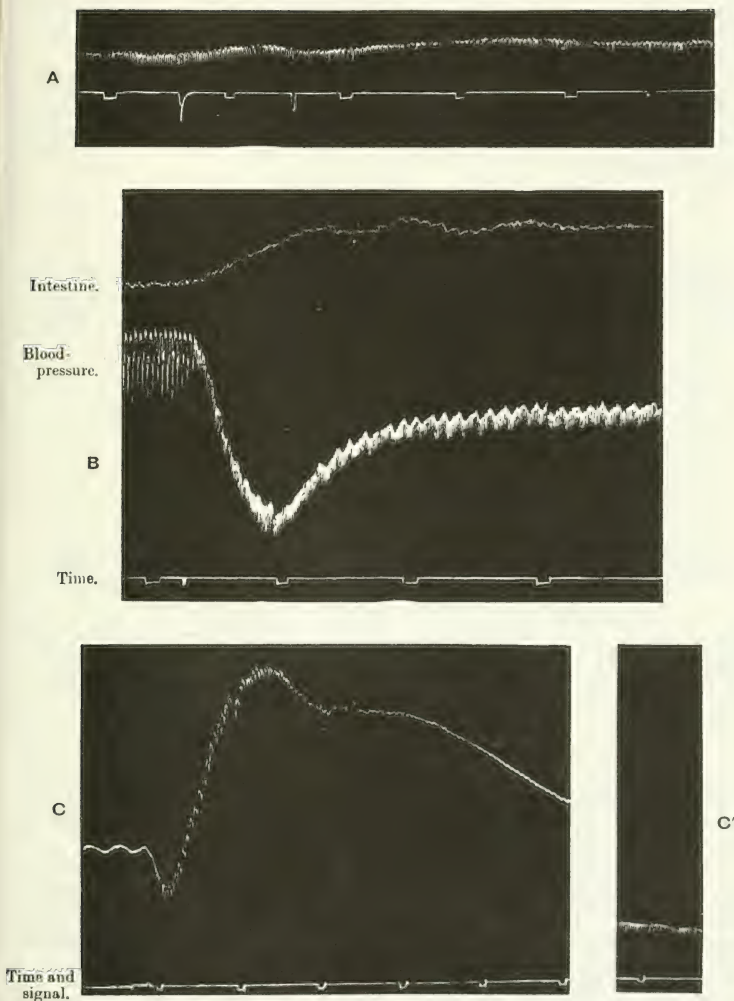 A
Intestine.
Blood-
pressure.
B
Time.
C
C'
Time and
signal.